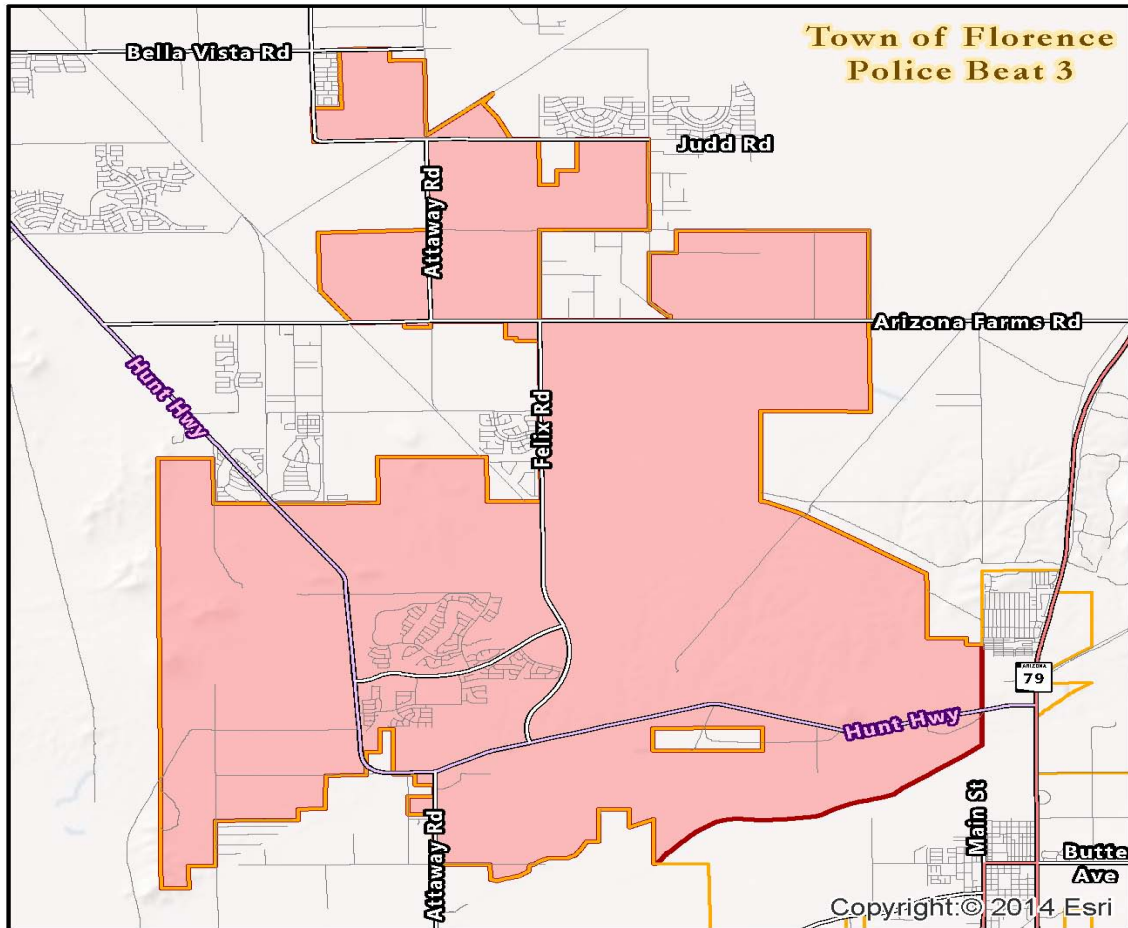 Town of Florence
Police Beat 3
Bella Vista Rd
Judd Rd
Attaway Rd
Arizona Farms Rd
Hunt Hwy
Felix Rd
ARIZONA
79
Hunt Hwy
Main St
Butte
Ave
Attaway Rd
Copyright:© 2014 Esri